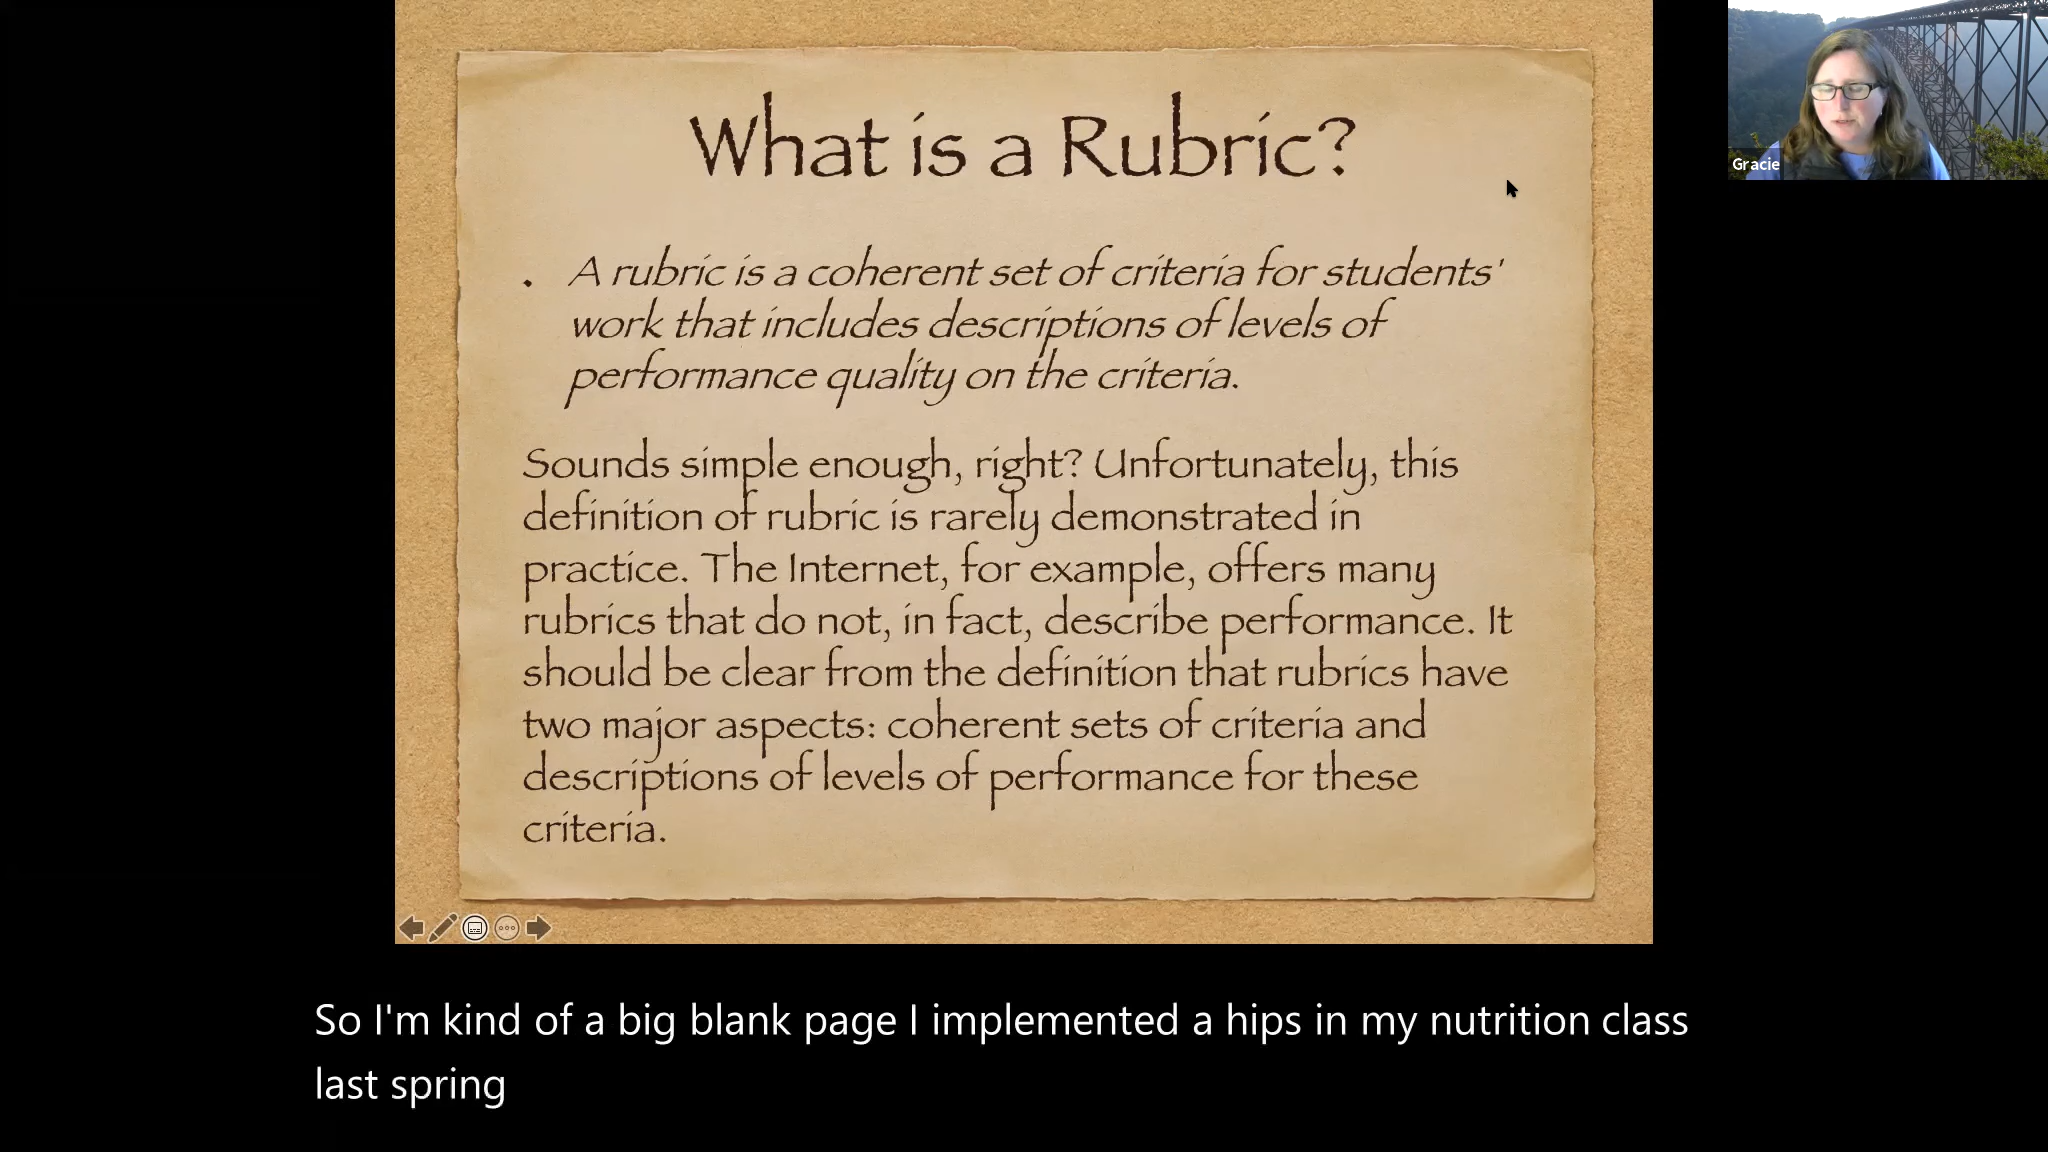 What is a Rubric?
Gracie
. A rubric is a coherent set of criteria for students'
work that includes descriptions of levels of
performance quality on the criteria.
Sounds simple enough, right? Unfortunately, this
definition of rubric is rarely demonstrated in
practice. The Internet, for example, offers many
rubrics that do not, in fact, describe performance. It
should be clear from the definition that rubrics have
two major aspects: coherent sets of criteria and
descriptions of levels of performance for these
criteria.
So I'm kind of a big blank page I implemented a hips in my nutrition class
last spring